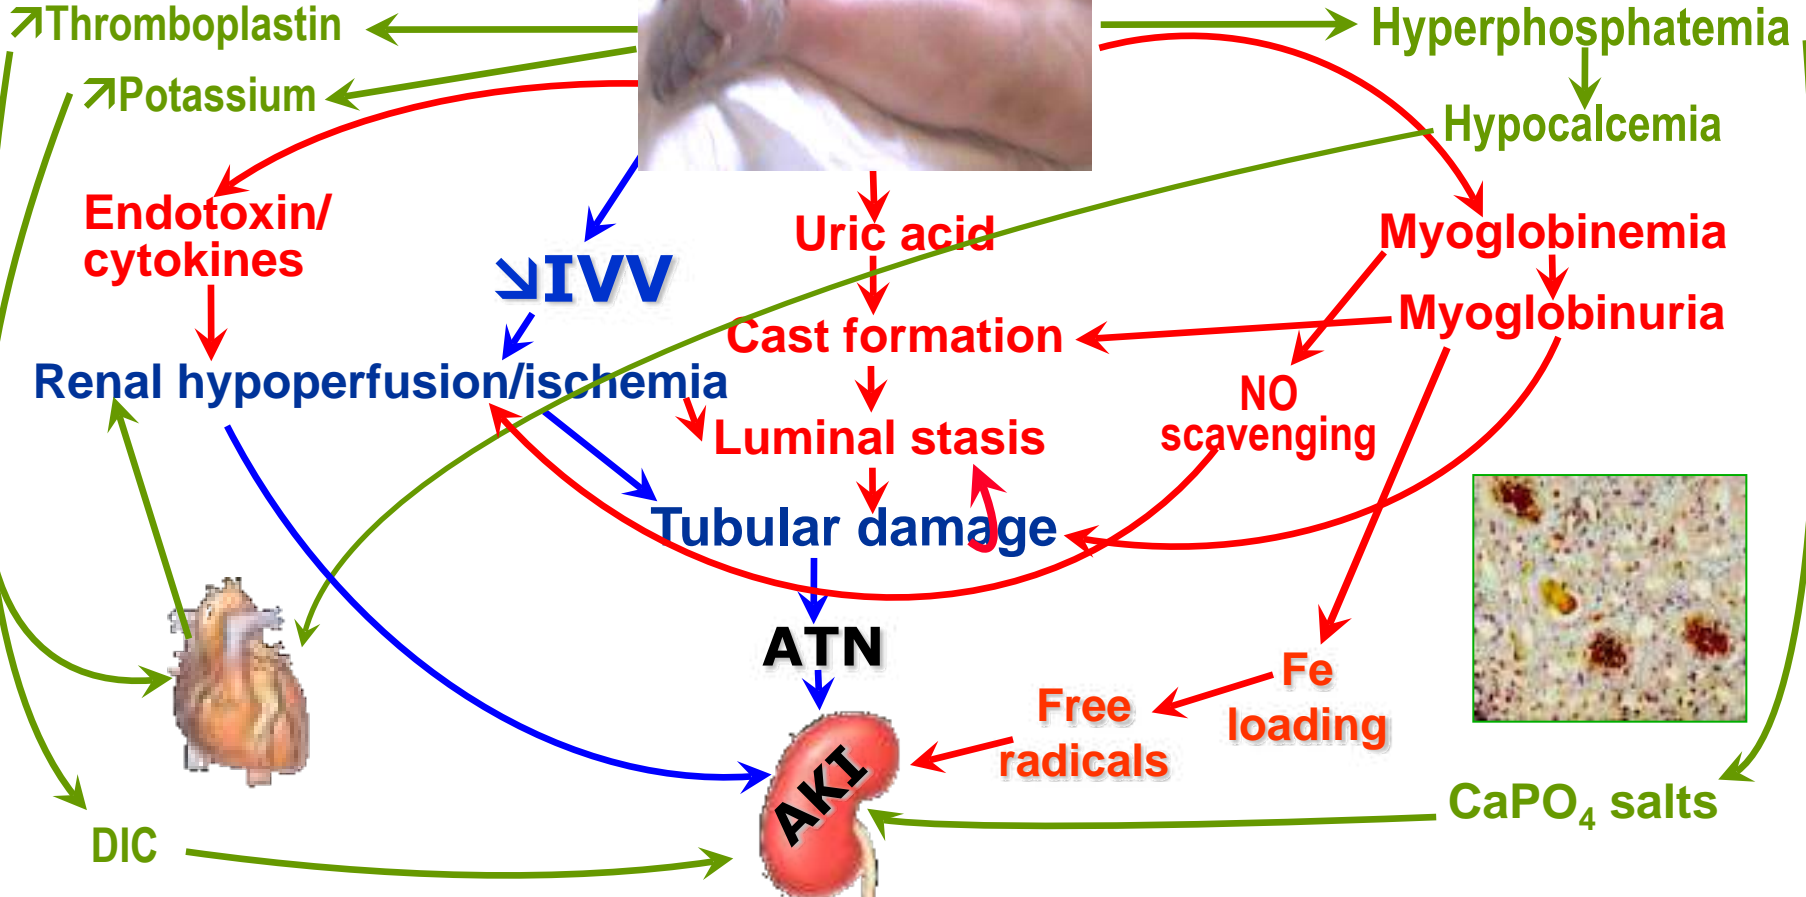 ↗Thromboplastin
Hyperphosphatemia
↗Potassium
Hypocalcemia
Endotoxin/
cytokines
Uric acid
Myoglobinemia
↘IVV
Myoglobinuria
Cast formation
Renal hypoperfusion/ischemia
NO
scavenging
Luminal stasis
Tubular damage
ATN
Fe
loading
Free
radicals
AKI
CaPO₄ salts
DIC